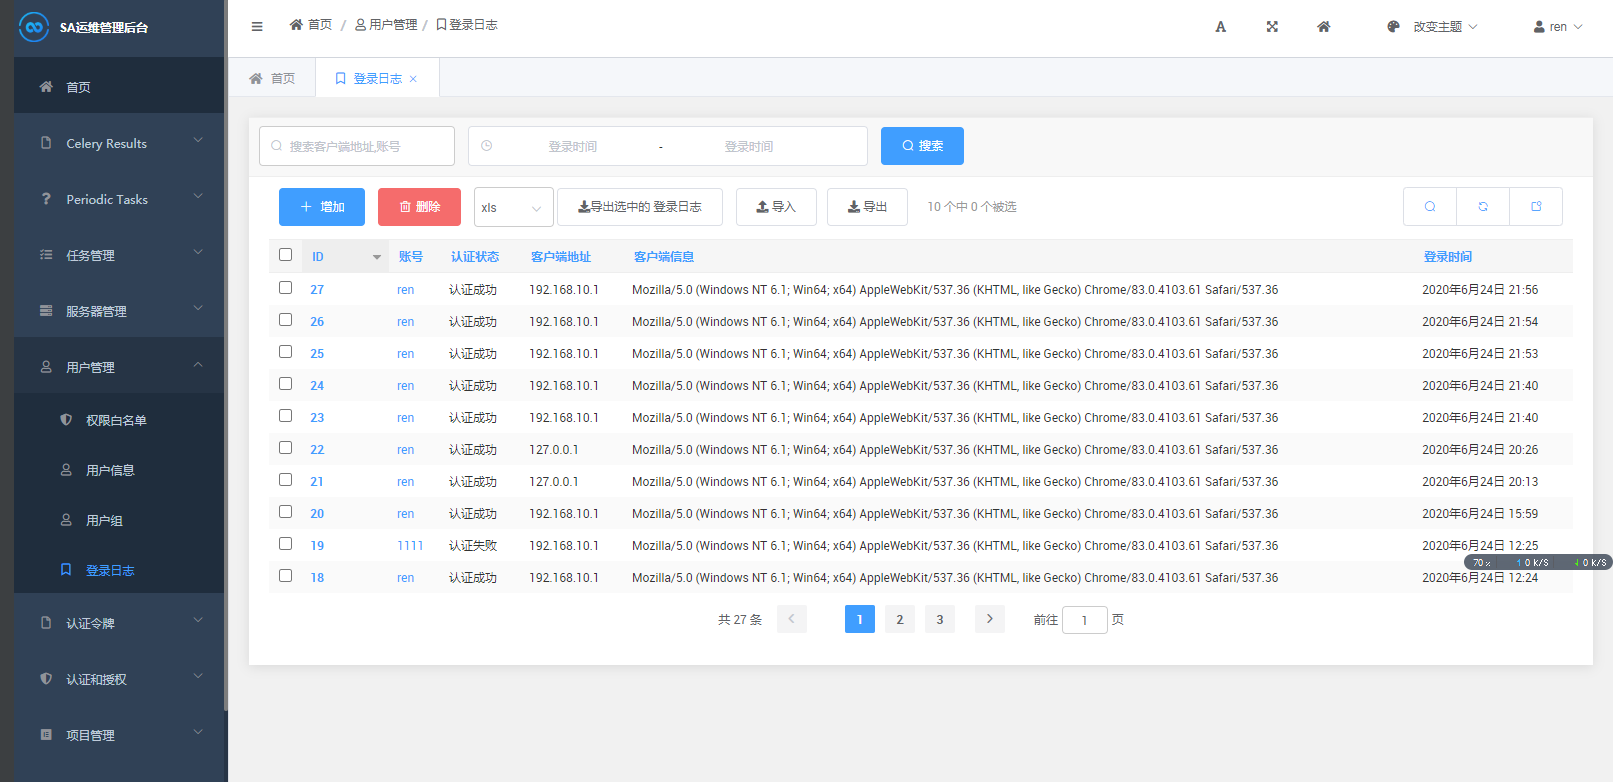 SA运维管理后台
首页 / 用户管理 / 登录日志
A 改变主题 ren
首页
Celery Results
Periodic Tasks
任务管理
服务器管理
用户管理
权限白名单
用户信息
用户组
登录日志
认证令牌
认证和授权
项目管理
首页 登录日志 ×
搜索客户端地址,账号 登录时间 - 登录时间 搜索
增加 删除 xls 导出选中的 登录日志 导入 导出 10 个中 0 个被选
ID 账号 认证状态 客户端地址 客户端信息 登录时间
27 ren 认证成功 192.168.10.1 Mozilla/5.0 (Windows NT 6.1; Win64; x64) AppleWebKit/537.36 (KHTML, like Gecko) Chrome/83.0.4103.61 Safari/537.36 2020年6月24日 21:56
26 ren 认证成功 192.168.10.1 Mozilla/5.0 (Windows NT 6.1; Win64; x64) AppleWebKit/537.36 (KHTML, like Gecko) Chrome/83.0.4103.61 Safari/537.36 2020年6月24日 21:54
25 ren 认证成功 192.168.10.1 Mozilla/5.0 (Windows NT 6.1; Win64; x64) AppleWebKit/537.36 (KHTML, like Gecko) Chrome/83.0.4103.61 Safari/537.36 2020年6月24日 21:53
24 ren 认证成功 192.168.10.1 Mozilla/5.0 (Windows NT 6.1; Win64; x64) AppleWebKit/537.36 (KHTML, like Gecko) Chrome/83.0.4103.61 Safari/537.36 2020年6月24日 21:40
23 ren 认证成功 192.168.10.1 Mozilla/5.0 (Windows NT 6.1; Win64; x64) AppleWebKit/537.36 (KHTML, like Gecko) Chrome/83.0.4103.61 Safari/537.36 2020年6月24日 21:40
22 ren 认证成功 127.0.0.1 Mozilla/5.0 (Windows NT 6.1; Win64; x64) AppleWebKit/537.36 (KHTML, like Gecko) Chrome/83.0.4103.61 Safari/537.36 2020年6月24日 20:26
21 ren 认证成功 127.0.0.1 Mozilla/5.0 (Windows NT 6.1; Win64; x64) AppleWebKit/537.36 (KHTML, like Gecko) Chrome/83.0.4103.61 Safari/537.36 2020年6月24日 20:13
20 ren 认证成功 192.168.10.1 Mozilla/5.0 (Windows NT 6.1; Win64; x64) AppleWebKit/537.36 (KHTML, like Gecko) Chrome/83.0.4103.61 Safari/537.36 2020年6月24日 15:59
19 1111 认证失败 192.168.10.1 Mozilla/5.0 (Windows NT 6.1; Win64; x64) AppleWebKit/537.36 (KHTML, like Gecko) Chrome/83.0.4103.61 Safari/537.36 2020年6月24日 12:25
70% ↑ 0 K/S ↓ 0 K/S
18 ren 认证成功 192.168.10.1 Mozilla/5.0 (Windows NT 6.1; Win64; x64) AppleWebKit/537.36 (KHTML, like Gecko) Chrome/83.0.4103.61 Safari/537.36 2020年6月24日 12:24
共 27 条 < 1 2 3 > 前往 1 页